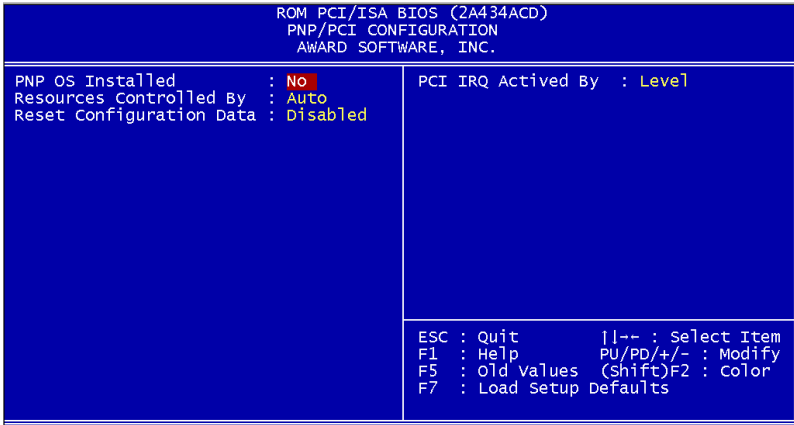 ROM PCI/ISA BIOS (2A434ACD)
PNP/PCI CONFIGURATION
AWARD SOFTWARE, INC.
PNP OS Installed : No
Resources Controlled By : Auto
Reset Configuration Data : Disabled
PCI IRQ Actived By : Level
ESC : Quit ↑↓→← : Select Item
F1 : Help PU/PD/+/- : Modify
F5 : Old Values (Shift)F2 : Color
F7 : Load Setup Defaults